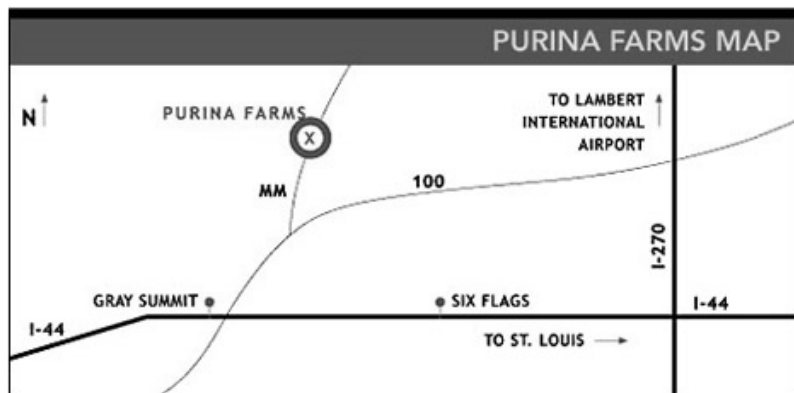 PURINA FARMS MAP
N
PURINA FARMS
X
TO LAMBERT
INTERNATIONAL
AIRPORT
MM
100
I-270
GRAY SUMMIT
SIX FLAGS
I-44
I-44
TO ST. LOUIS